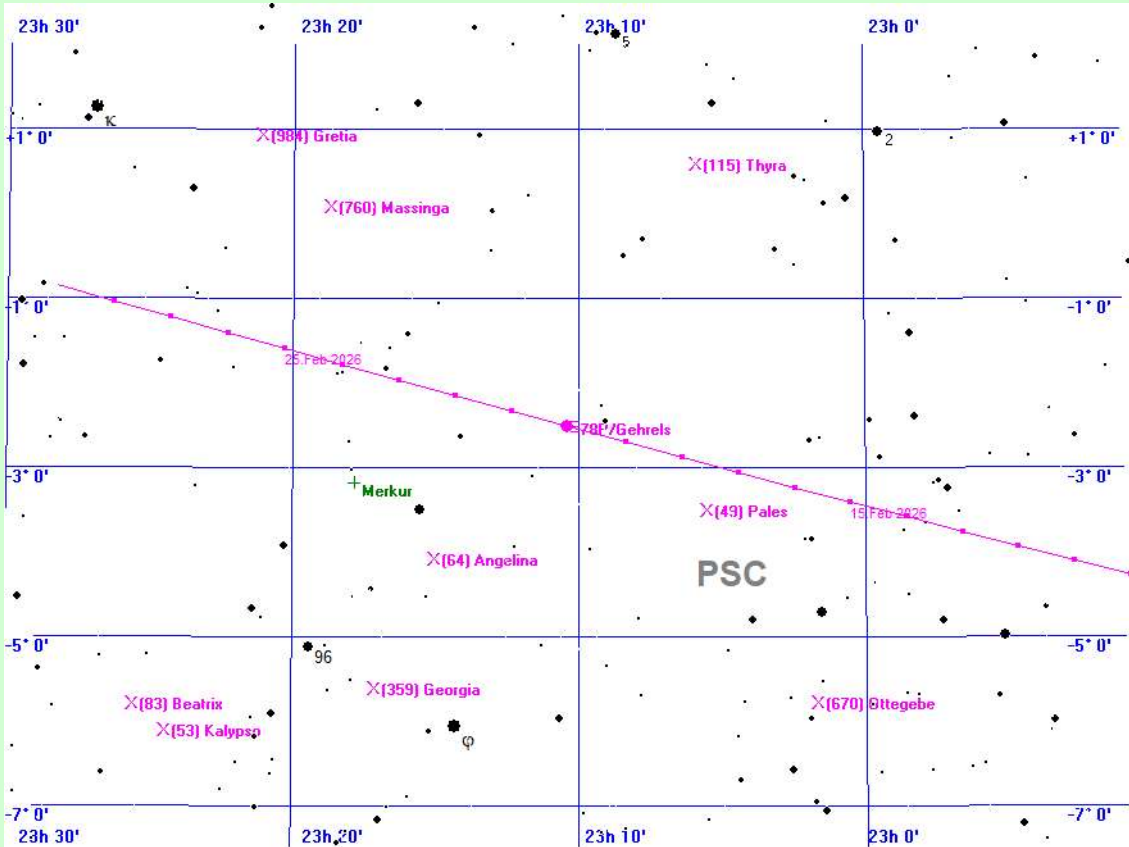 23h 30' 23h 20' 23h 10' 23h 0'
5
κ
2
+1° 0' (984) Gretia +1° 0'
(115) Thyra
(760) Massinga
-1° 0' -1° 0'
25.Feb 2026
78P/Gehrels
-3° 0' -3° 0'
Merkur
(49) Pales 15.Feb 2026
(64) Angelina
PSC
-5° 0' -5° 0'
96
(359) Georgia
(83) Beatrix (670) Ottegebe
(53) Kalypso
φ
-7° 0' -7° 0'
23h 30' 23h 20' 23h 10' 23h 0'